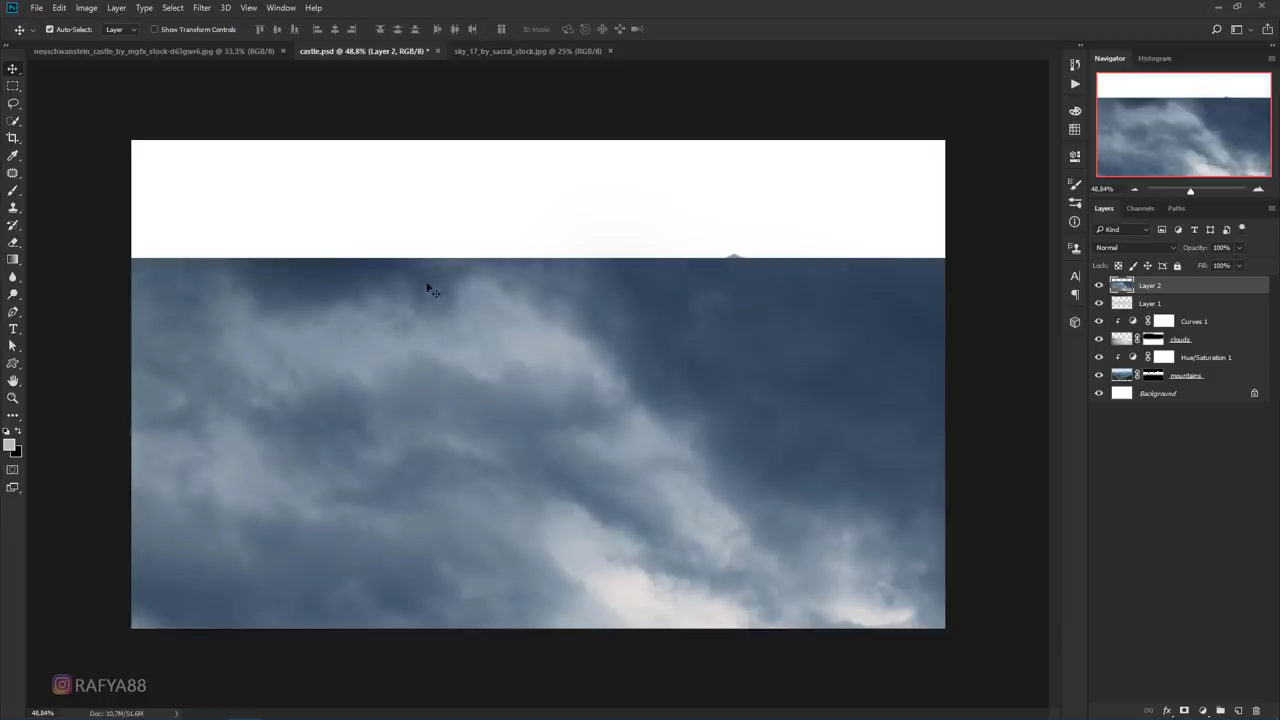 Ps File Edit Image Layer Type Select Filter 3D View Window Help
Auto-Select: Layer Show Transform Controls 3D Mode:
neuschwanstein_castle_by_mgfx_stock-d63gwr6.jpg @ 33,3% (RGB/8) × castle.psd @ 48,8% (Layer 2, RGB/8) * × sky_17_by_sacral_stock.jpg @ 25% (RGB/8) ×
Navigator Histogram
48,84%
Layers Channels Paths
Kind
Normal Opacity: 100%
Lock: Fill: 100%
Layer 2
Layer 1
Curves 1
clouds
Hue/Saturation 1
mountains
Background
RAFYA88
48,84% Doc: 10,7M/51,6M